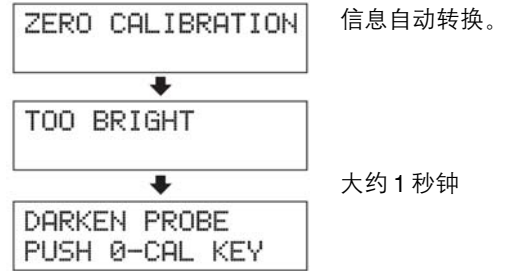 ZERO CALIBRATION
信息自动转换。
TOO BRIGHT
大约 1 秒钟
DARKEN PROBE
PUSH 0-CAL KEY